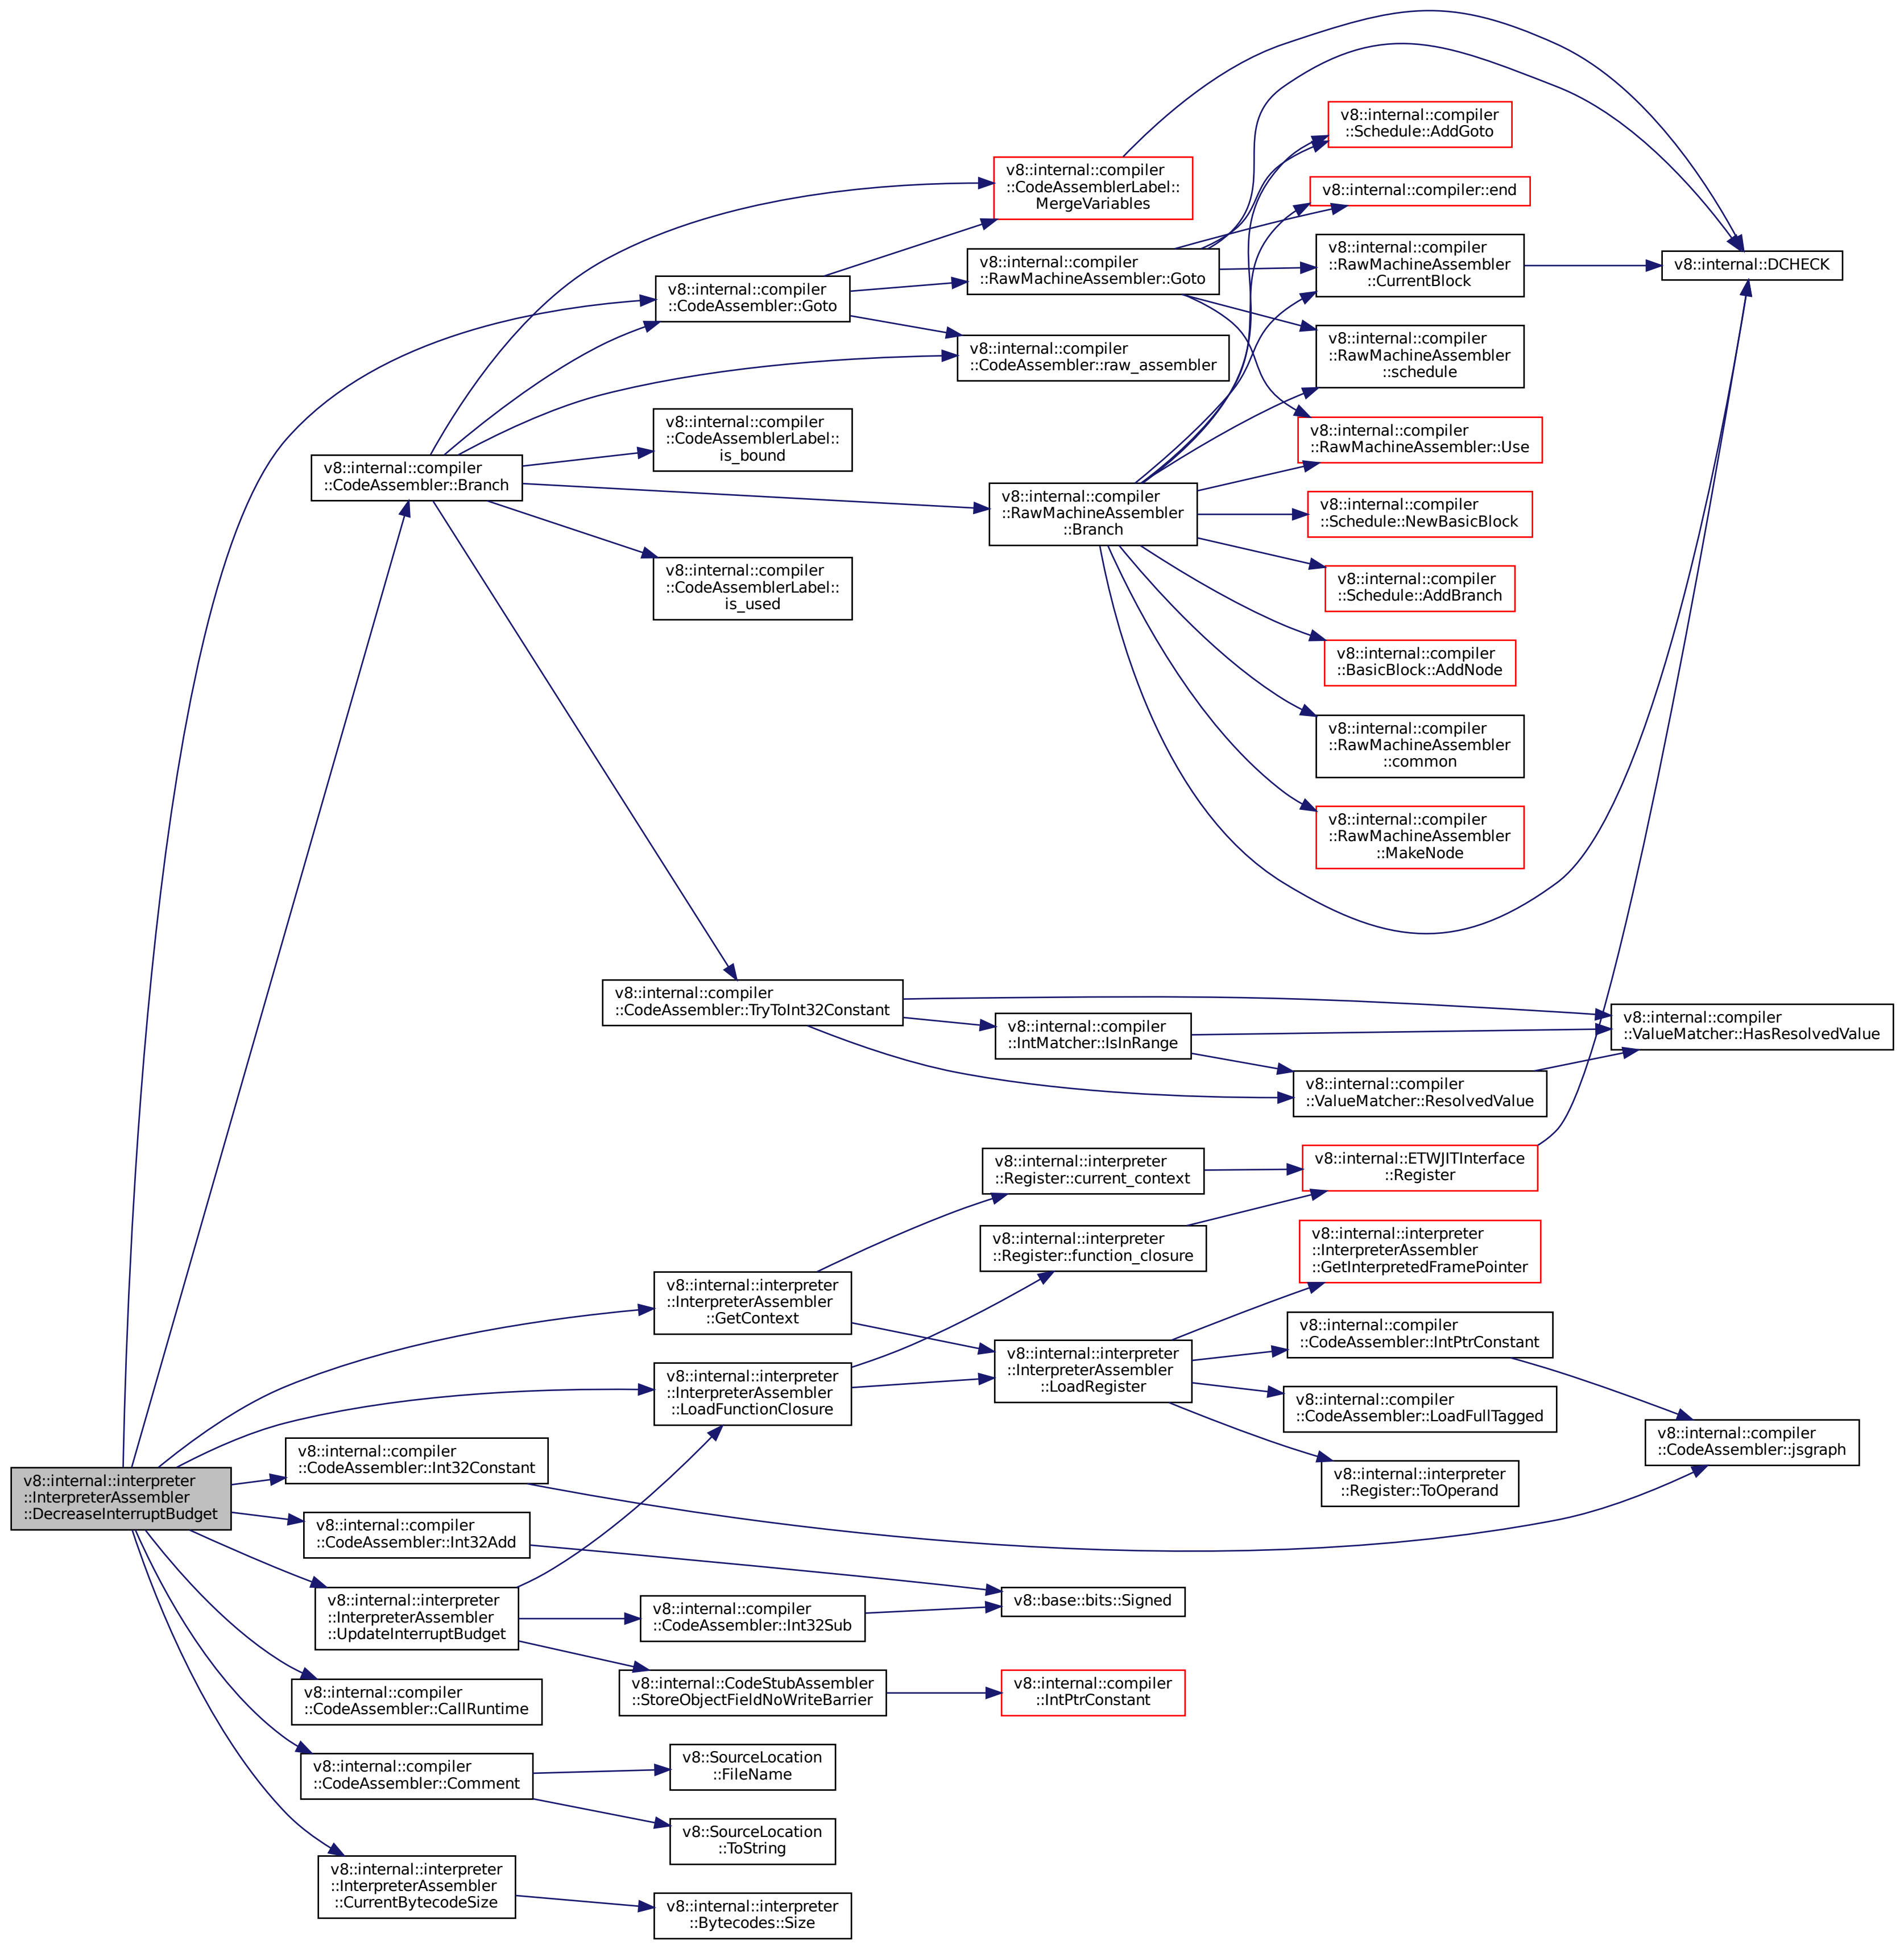 v8::internal::compiler
::Schedule::AddGoto
v8::internal::compiler
::CodeAssemblerLabel::
MergeVariables
v8::internal::compiler::end
v8::internal::compiler
::RawMachineAssembler::Goto
v8::internal::compiler
::RawMachineAssembler
::CurrentBlock
v8::internal::DCHECK
v8::internal::compiler
::CodeAssembler::Goto
v8::internal::compiler
::CodeAssembler::raw_assembler
v8::internal::compiler
::RawMachineAssembler
::schedule
v8::internal::compiler
::CodeAssemblerLabel::
is_bound
v8::internal::compiler
::RawMachineAssembler::Use
v8::internal::compiler
::CodeAssembler::Branch
v8::internal::compiler
::RawMachineAssembler
::Branch
v8::internal::compiler
::Schedule::NewBasicBlock
v8::internal::compiler
::CodeAssemblerLabel::
is_used
v8::internal::compiler
::Schedule::AddBranch
v8::internal::compiler
::BasicBlock::AddNode
v8::internal::compiler
::RawMachineAssembler
::common
v8::internal::compiler
::RawMachineAssembler
::MakeNode
v8::internal::compiler
::CodeAssembler::TryToInt32Constant
v8::internal::compiler
::IntMatcher::IsInRange
v8::internal::compiler
::ValueMatcher::HasResolvedValue
v8::internal::compiler
::ValueMatcher::ResolvedValue
v8::internal::interpreter
::Register::current_context
v8::internal::ETWJITInterface
::Register
v8::internal::interpreter
::Register::function_closure
v8::internal::interpreter
::InterpreterAssembler
::GetInterpretedFramePointer
v8::internal::interpreter
::InterpreterAssembler
::GetContext
v8::internal::compiler
::CodeAssembler::IntPtrConstant
v8::internal::interpreter
::InterpreterAssembler
::LoadRegister
v8::internal::interpreter
::InterpreterAssembler
::LoadFunctionClosure
v8::internal::compiler
::CodeAssembler::LoadFullTagged
v8::internal::compiler
::CodeAssembler::jsgraph
v8::internal::compiler
::CodeAssembler::Int32Constant
v8::internal::interpreter
::Register::ToOperand
v8::internal::interpreter
::InterpreterAssembler
::DecreaseInterruptBudget
v8::internal::compiler
::CodeAssembler::Int32Add
v8::internal::interpreter
::InterpreterAssembler
::UpdateInterruptBudget
v8::internal::compiler
::CodeAssembler::Int32Sub
v8::base::bits::Signed
v8::internal::compiler
::CodeAssembler::CallRuntime
v8::internal::CodeStubAssembler
::StoreObjectFieldNoWriteBarrier
v8::internal::compiler
::IntPtrConstant
v8::internal::compiler
::CodeAssembler::Comment
v8::SourceLocation
::FileName
v8::SourceLocation
::ToString
v8::internal::interpreter
::InterpreterAssembler
::CurrentBytecodeSize
v8::internal::interpreter
::Bytecodes::Size